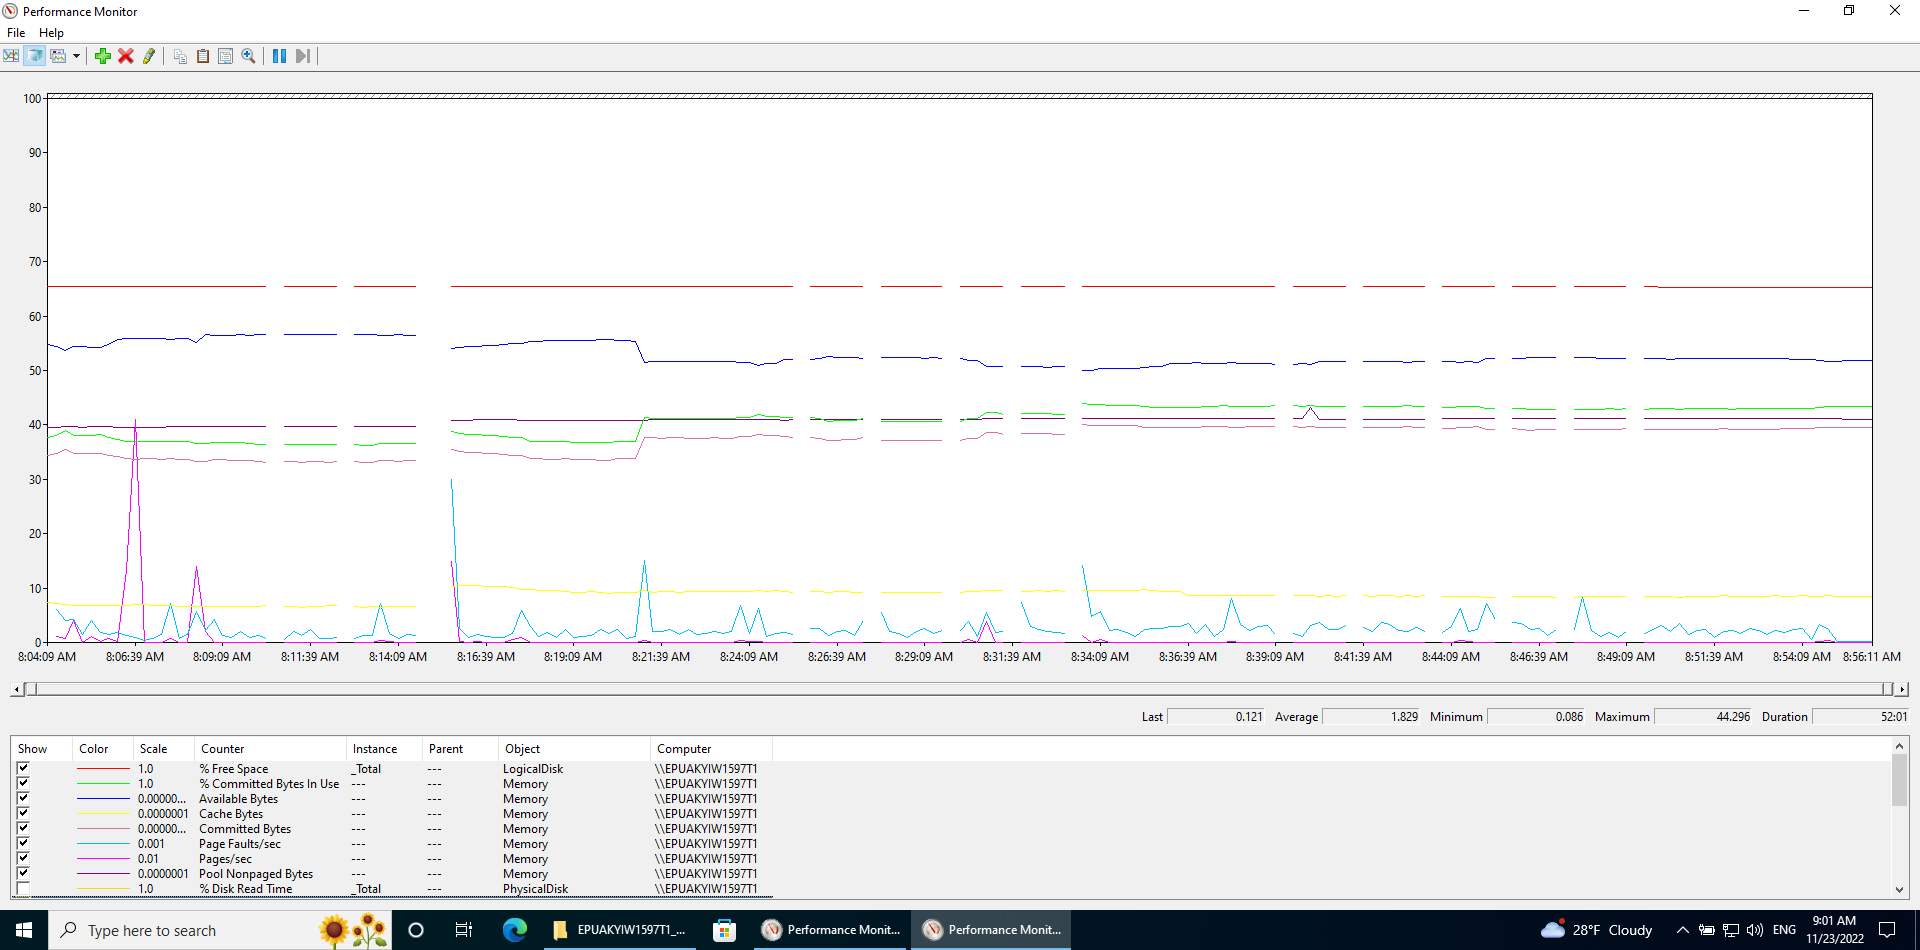 Performance Monitor
File Help
100
90
80
70
60
50
40
30
20
10
0
8:04:09 AM 8:06:39 AM 8:09:09 AM 8:11:39 AM 8:14:09 AM 8:16:39 AM 8:19:09 AM 8:21:39 AM 8:24:09 AM 8:26:39 AM 8:29:09 AM 8:31:39 AM 8:34:09 AM 8:36:39 AM 8:39:09 AM 8:41:39 AM 8:44:09 AM 8:46:39 AM 8:49:09 AM 8:51:39 AM 8:54:09 AM 8:56:11 AM
Last 0.121 Average 1.829 Minimum 0.086 Maximum 44.296 Duration 52:01
Show Color Scale Counter Instance Parent Object Computer
1.0 % Free Space _Total --- LogicalDisk \\EPUAKYIW1597T1
1.0 % Committed Bytes In Use --- --- Memory \\EPUAKYIW1597T1
0.00000... Available Bytes --- --- Memory \\EPUAKYIW1597T1
0.0000001 Cache Bytes --- --- Memory \\EPUAKYIW1597T1
0.00000... Committed Bytes --- --- Memory \\EPUAKYIW1597T1
0.001 Page Faults/sec --- --- Memory \\EPUAKYIW1597T1
0.01 Pages/sec --- --- Memory \\EPUAKYIW1597T1
0.0000001 Pool Nonpaged Bytes --- --- Memory \\EPUAKYIW1597T1
1.0 % Disk Read Time _Total --- PhysicalDisk \\EPUAKYIW1597T1
Type here to search EPUAKYIW1597T1_... Performance Monit... Performance Monit... 28°F Cloudy ENG 9:01 AM
11/23/2022